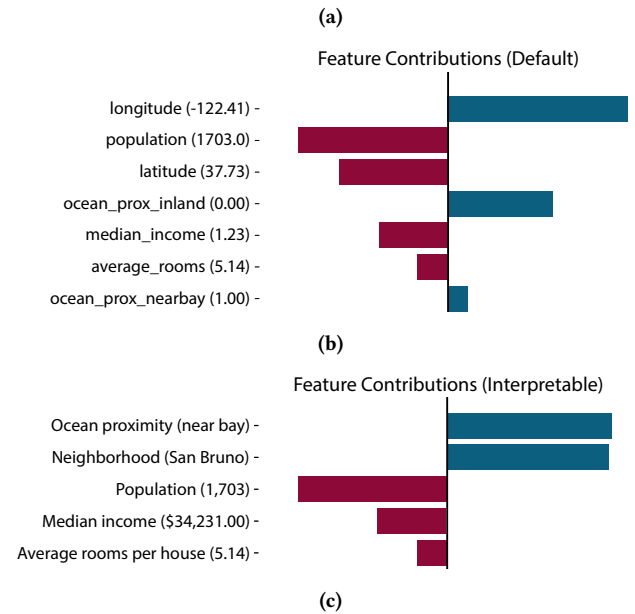 (a)
Feature Contributions (Default)
longitude (-122.41) -
population (1703.0) -
latitude (37.73) -
ocean_prox_inland (0.00) -
median_income (1.23) -
average_rooms (5.14) -
ocean_prox_nearbay (1.00) -
(b)
Feature Contributions (Interpretable)
Ocean proximity (near bay) -
Neighborhood (San Bruno) -
Population (1,703) -
Median income ($34,231.00) -
Average rooms per house (5.14) -
(c)